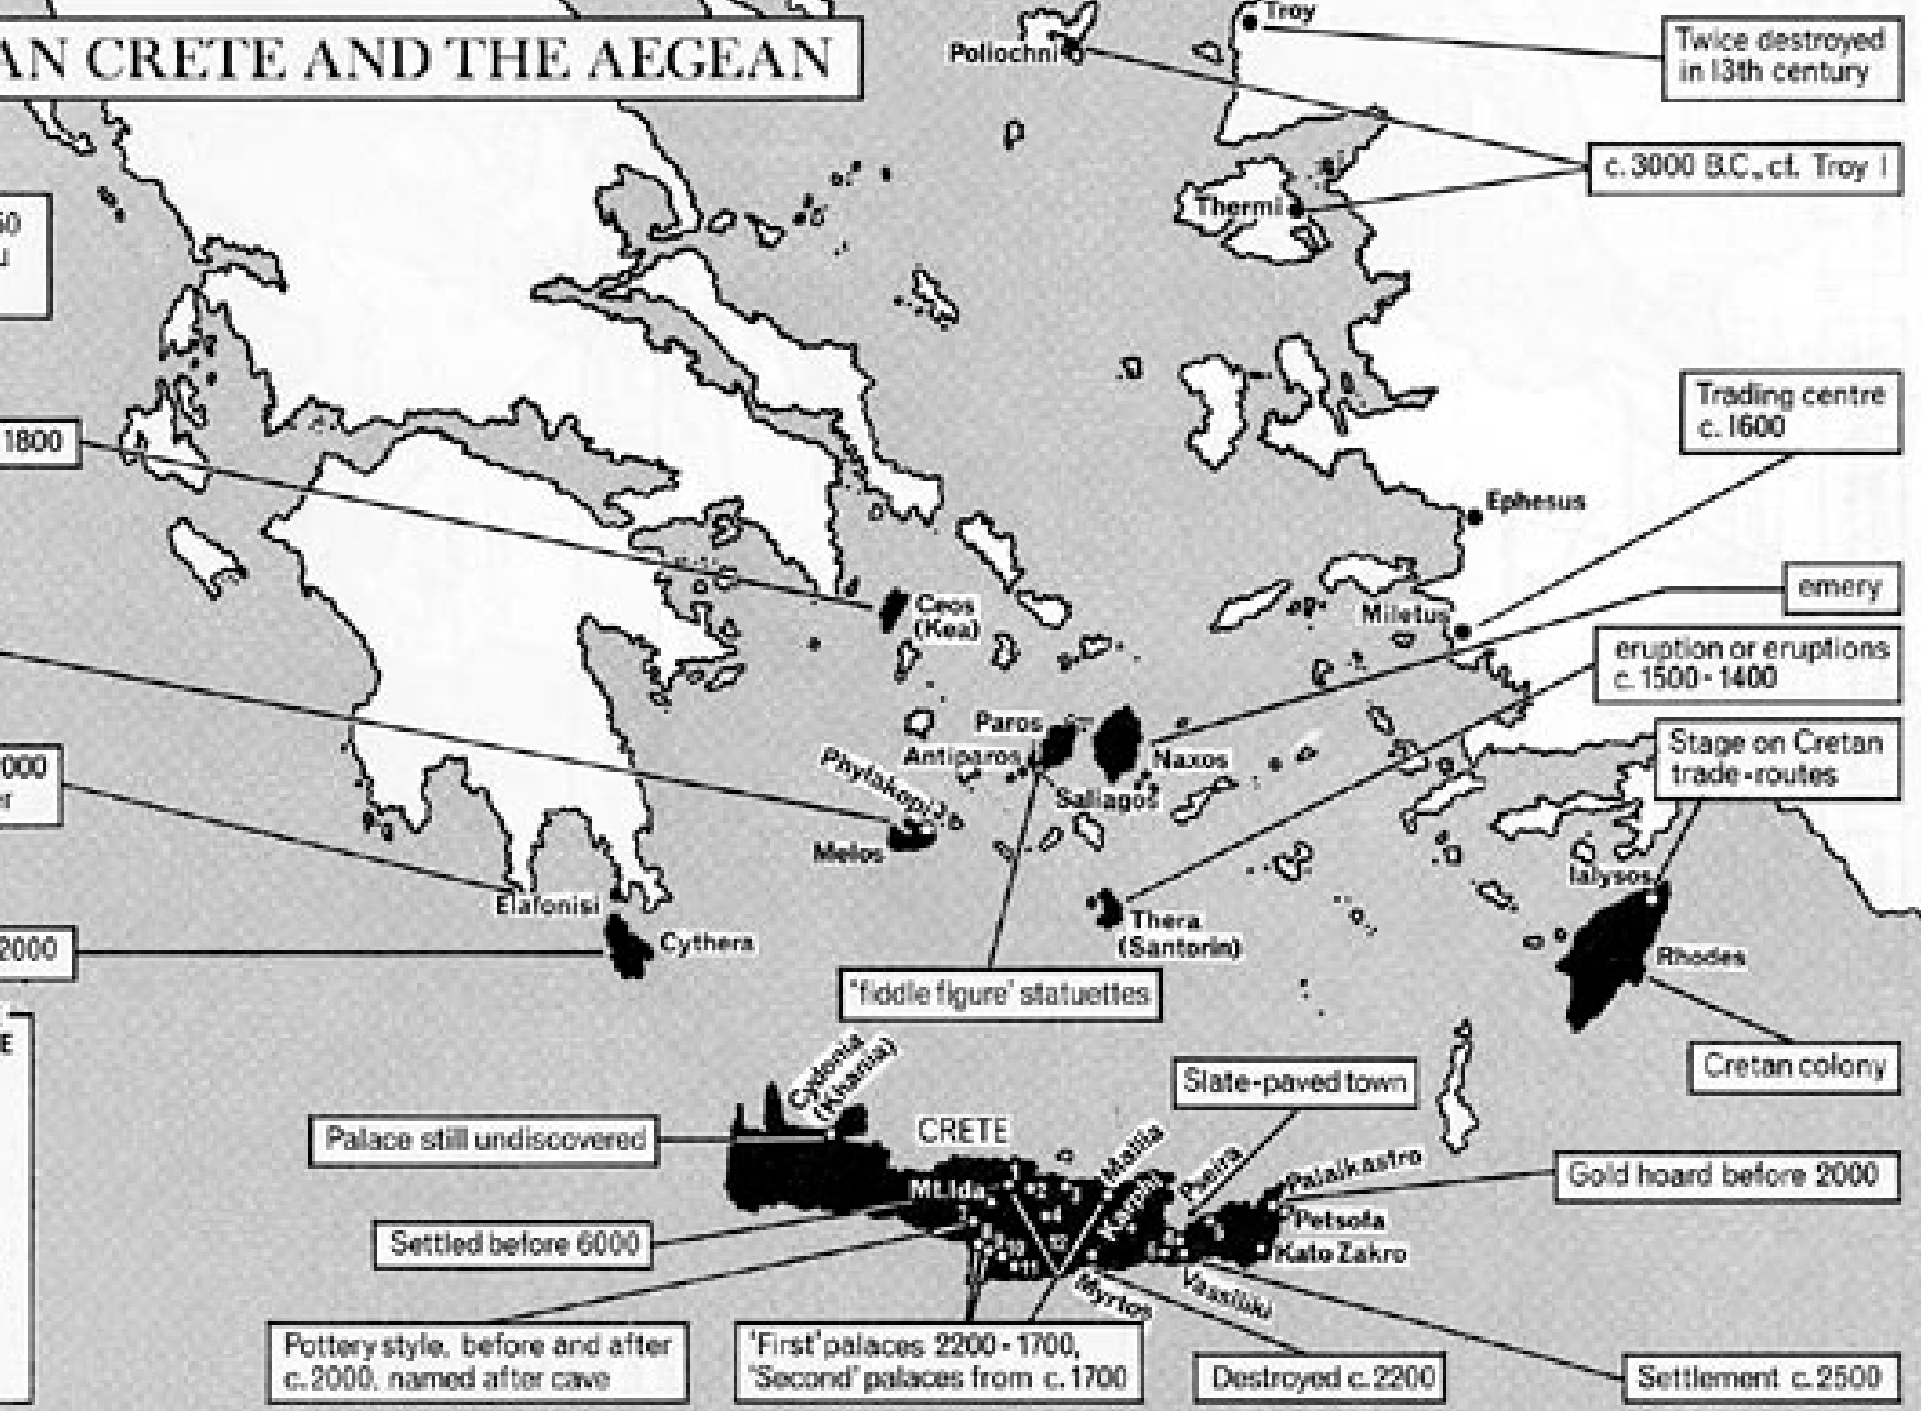 AN CRETE AND THE AEGEAN
Troy
Poliochni
Twice destroyed
in 13th century
c. 3000 B.C., cf. Troy I
Thermi
Trading centre
c. 1600
1800
Ephesus
emery
Ceos
(Kea)
Miletus
eruption or eruptions
c. 1500-1400
Paros
Antiparos
Naxos
Stage on Cretan
trade-routes
Phylakopi
Saliagos
Melos
Ialysos
Elafonisi
Thera
(Santorin)
2000
Cythera
Rhodes
'fiddle figure' statuettes
Cretan colony
Cydonia
(Khania)
Slate-paved town
Palace still undiscovered
CRETE
Mallia
Pseira
Palaikastro
Gold hoard before 2000
Mt. Ida
Petsofa
Settled before 6000
Kato Zakro
Myrtos
Vassiliki
Pottery style, before and after
c. 2000, named after cave
'First' palaces 2200-1700,
'Second' palaces from c. 1700
Destroyed c. 2200
Settlement c. 2500